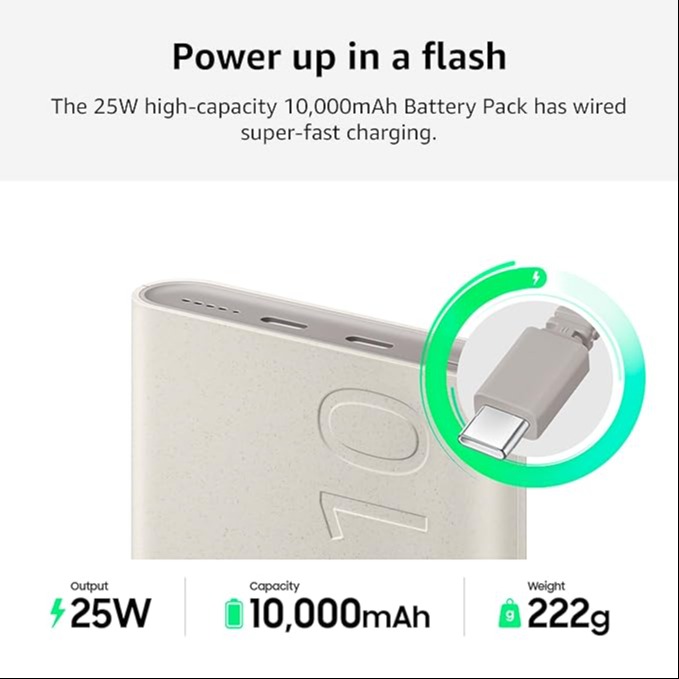 Power up in a flash
The 25W high-capacity 10,000mAh Battery Pack has wired
super-fast charging.
10
Output
25W
Capacity
10,000mAh
Weight
g
222g